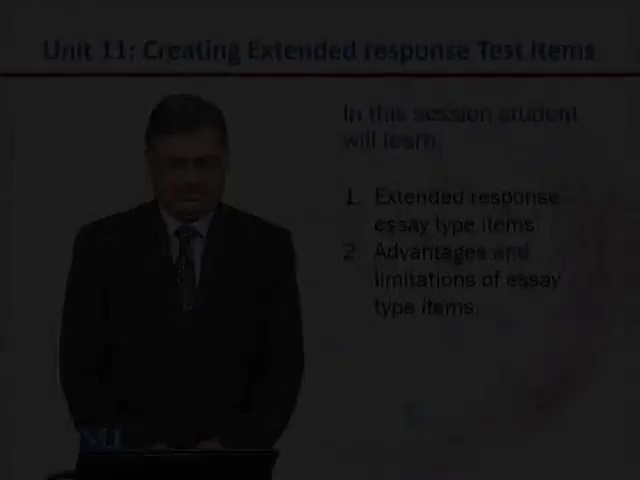 Unit 11: Creating Extended response Test Items
In this session student
will learn:
1. Extended response
essay type items
2. Advantages and
limitations of essay
type items.